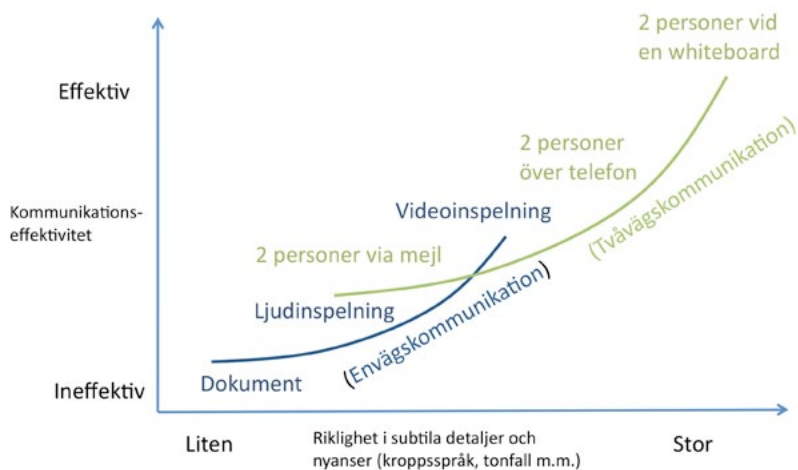 2 personer vid
en whiteboard
Effektiv
2 personer
över telefon
Kommunikations-
effektivitet
Videoinspelning
(Tvåvägskommunikation)
2 personer via mejl
Ljudinspelning
(Envägskommunikation)
Dokument
Ineffektiv
Liten
Riklighet i subtila detaljer och
nyanser (kroppsspråk, tonfall m.m.)
Stor